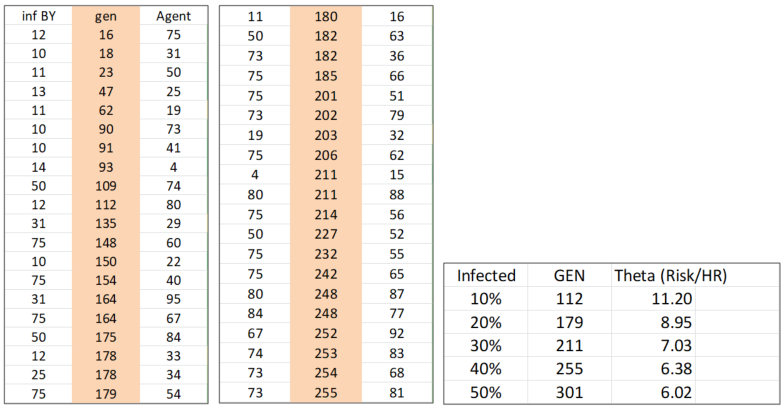 inf BY gen Agent
12 16 75
10 18 31
11 23 50
13 47 25
11 62 19
10 90 73
10 91 41
14 93 4
50 109 74
12 112 80
31 135 29
75 148 60
10 150 22
75 154 40
31 164 95
75 164 67
50 175 84
12 178 33
25 178 34
75 179 54
11 180 16
50 182 63
73 182 36
75 185 66
75 201 51
73 202 79
19 203 32
75 206 62
4 211 15
80 211 88
75 214 56
50 227 52
75 232 55
75 242 65
80 248 87
84 248 77
67 252 92
74 253 83
73 254 68
73 255 81
Infected GEN Theta (Risk/HR)
10% 112 11.20
20% 179 8.95
30% 211 7.03
40% 255 6.38
50% 301 6.02